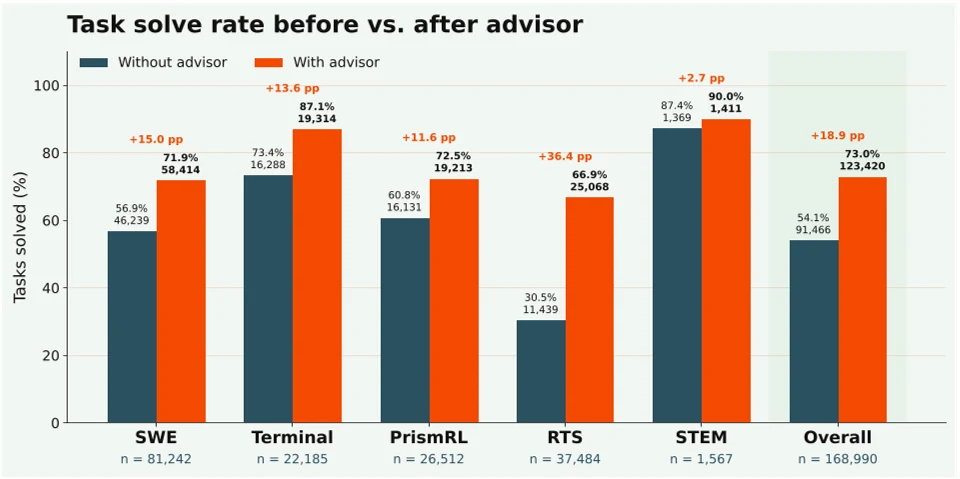 Task solve rate before vs. after advisor
Without advisor
With advisor
Tasks solved (%)
100
80
60
40
20
0
+15.0 pp
56.9%
46,239
71.9%
58,414
SWE
n = 81,242
+13.6 pp
73.4%
16,288
87.1%
19,314
Terminal
n = 22,185
+11.6 pp
60.8%
16,131
72.5%
19,213
PrismRL
n = 26,512
+36.4 pp
30.5%
11,439
66.9%
25,068
RTS
n = 37,484
+2.7 pp
87.4%
1,369
90.0%
1,411
STEM
n = 1,567
+18.9 pp
54.1%
91,466
73.0%
123,420
Overall
n = 168,990